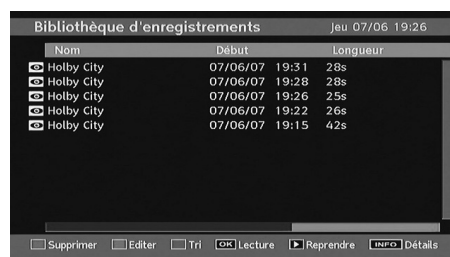 Bibliothèque d'enregistrements Jeu 07/06 19:26
Nom Début Longueur
Holby City 07/06/07 19:31 28s
Holby City 07/06/07 19:28 28s
Holby City 07/06/07 19:26 25s
Holby City 07/06/07 19:22 26s
Holby City 07/06/07 19:15 42s
Supprimer Editer Tri OK Lecture Reprendre INFO Détails